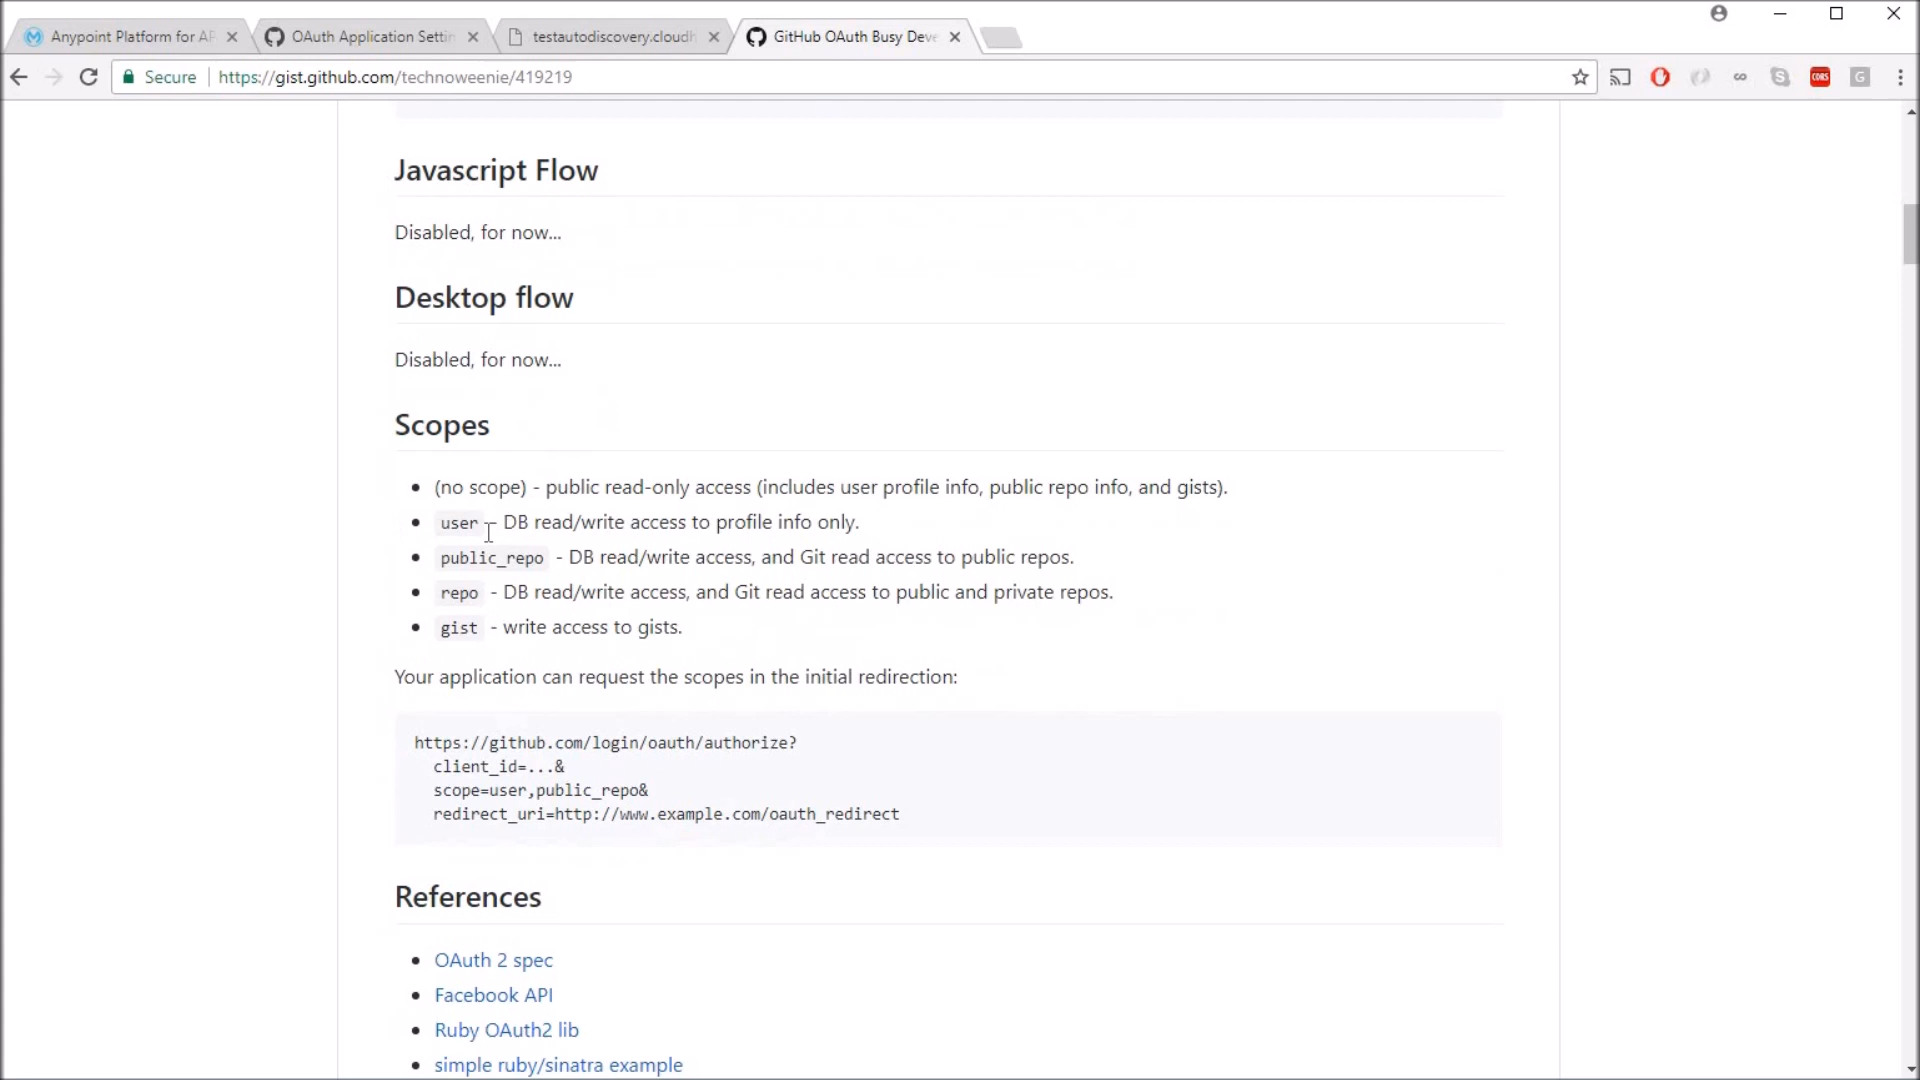 Anypoint Platform for AP
OAuth Application Settin
testautodiscovery.cloudh
GitHub OAuth Busy Deve
Secure
https://gist.github.com/technoweenie/419219
CORS
G
Javascript Flow
Disabled, for now...
Desktop flow
Disabled, for now...
Scopes
(no scope) - public read-only access (includes user profile info, public repo info, and gists).
user - DB read/write access to profile info only.
public_repo - DB read/write access, and Git read access to public repos.
repo - DB read/write access, and Git read access to public and private repos.
gist - write access to gists.
Your application can request the scopes in the initial redirection:
https://github.com/login/oauth/authorize?
client_id=...&
scope=user,public_repo&
redirect_uri=http://www.example.com/oauth_redirect
References
OAuth 2 spec
Facebook API
Ruby OAuth2 lib
simple ruby/sinatra example